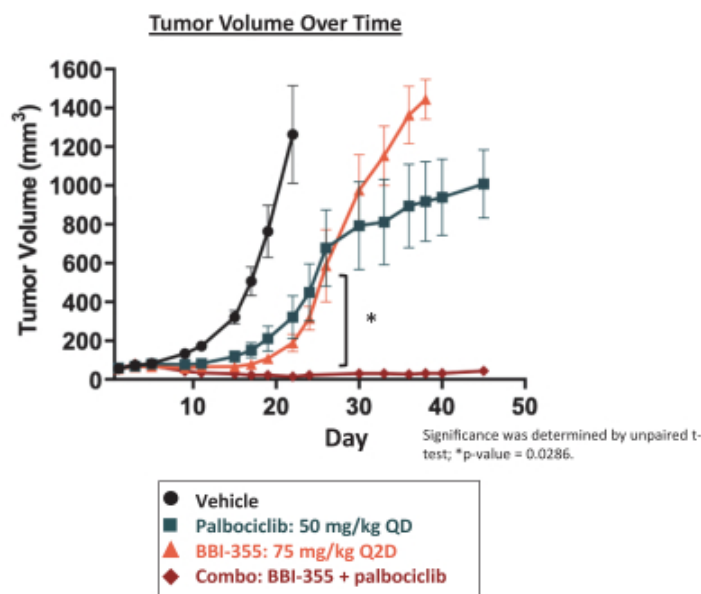 Tumor Volume Over Time
Tumor Volume (mm³)
1600
1400
1200
1000
800
600
400
200
0
*
10
20
30
40
50
Day
Significance was determined by unpaired t-
test; *p-value = 0.0286.
Vehicle
Palbociclib: 50 mg/kg QD
BBI-355: 75 mg/kg Q2D
Combo: BBI-355 + palbociclib